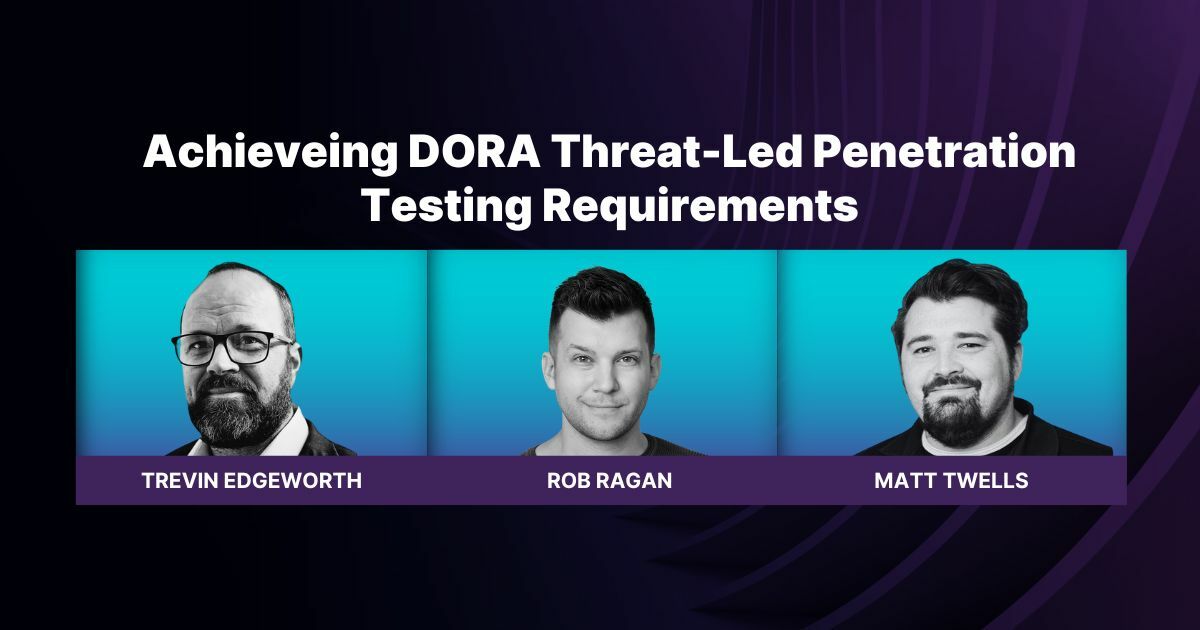 Achieveing DORA Threat-Led Penetration
Testing Requirements
TREVIN EDGEWORTH
ROB RAGAN
MATT TWELLS